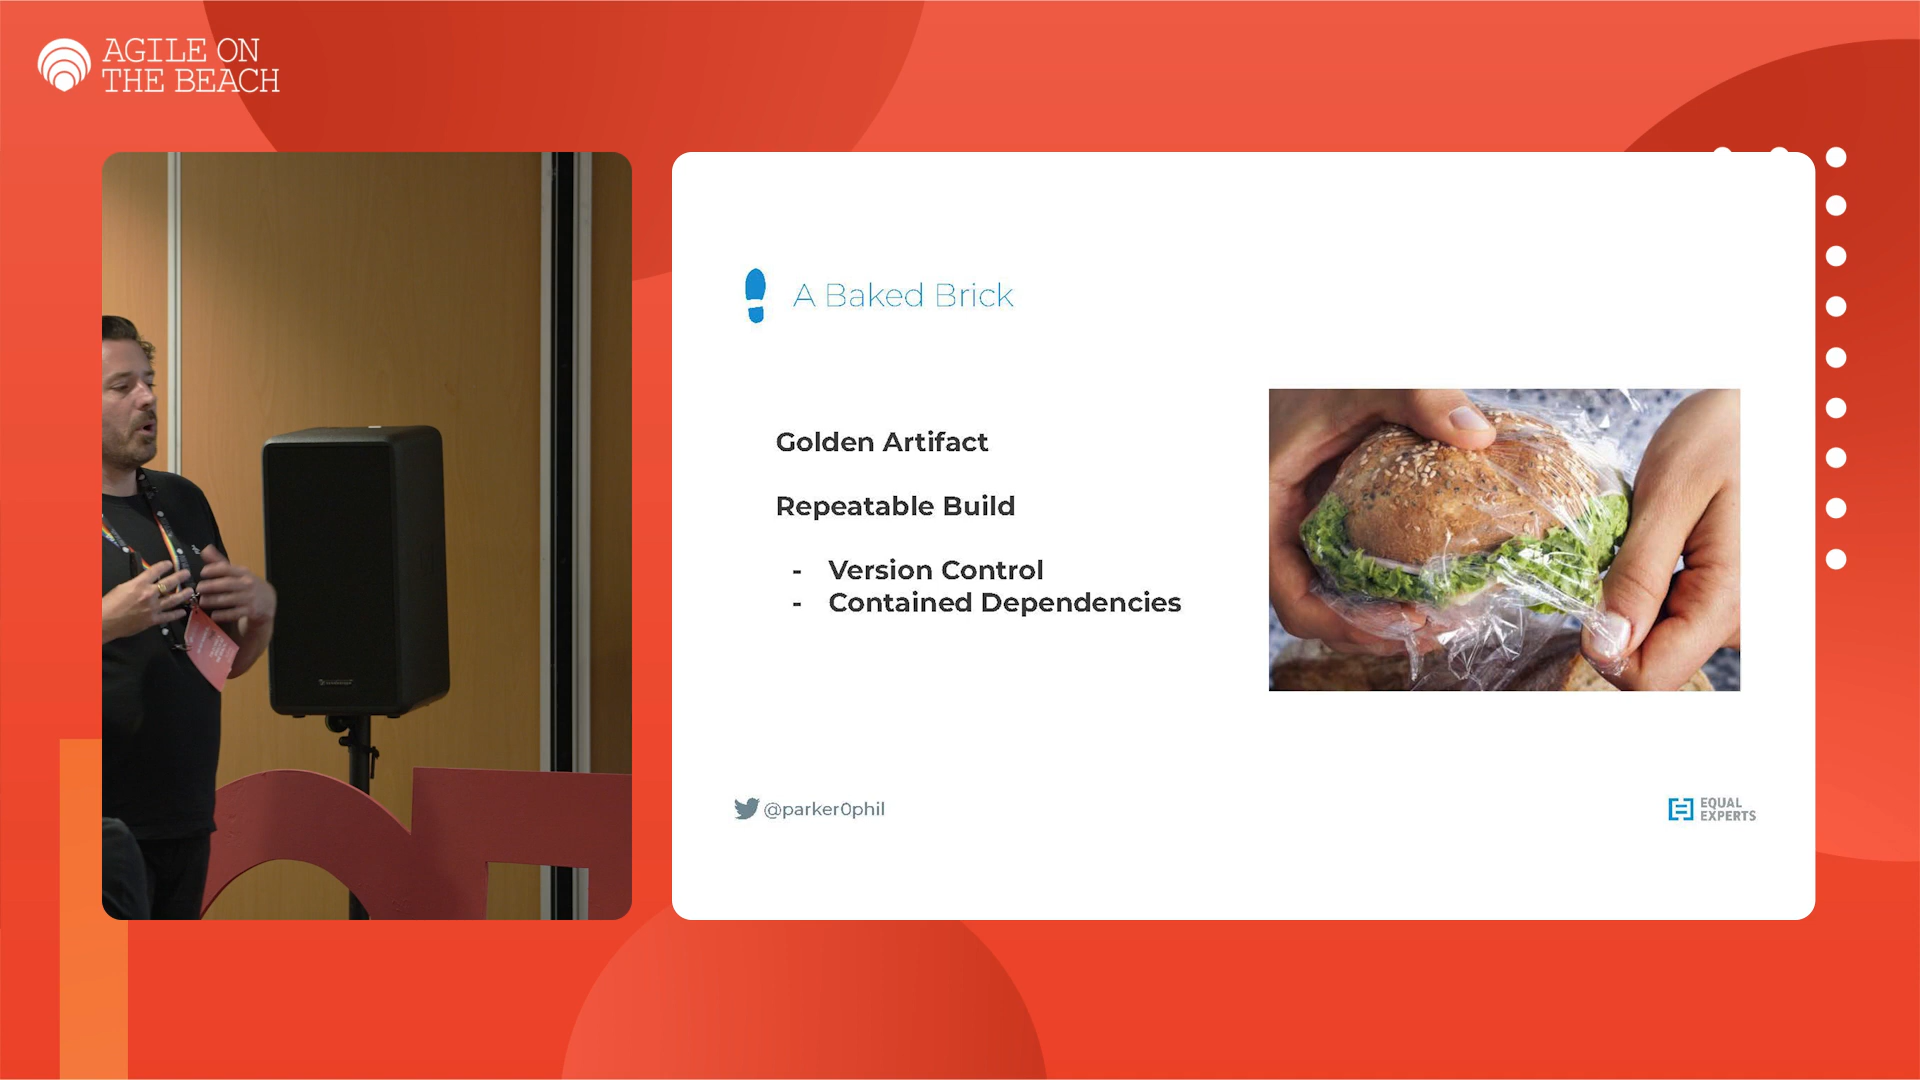 AGILE ON
THE BEACH
A Baked Brick
Golden Artifact
Repeatable Build
- Version Control
- Contained Dependencies
@parker0phil
EQUAL
EXPERTS